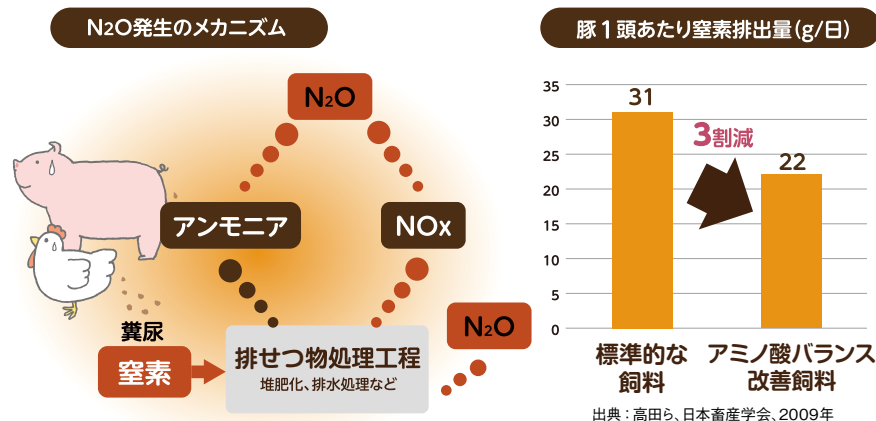 N2O発生のメカニズム
N2O
アンモニア
NOx
N2O
糞尿
窒素
排せつ物処理工程
堆肥化、排水処理など
豚1頭あたり窒素排出量(g/日)
35
30
25
20
15
10
5
0
31
3割減
22
標準的な
飼料
アミノ酸バランス
改善飼料
出典：高田ら、日本畜産学会、2009年